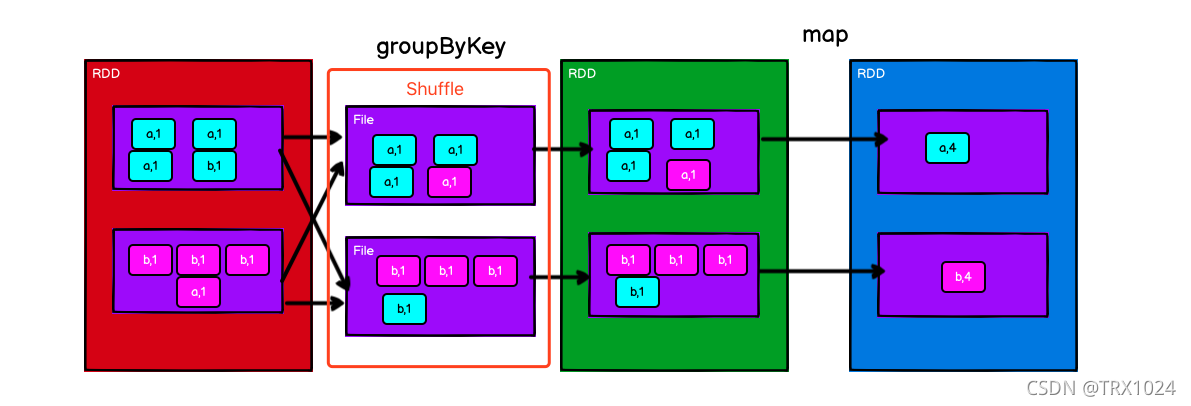 groupByKey
map
RDD
a,1 a,1
a,1 b,1
b,1 b,1 b,1
a,1
Shuffle
File
a,1 a,1
a,1 a,1
File
b,1 b,1 b,1
b,1
RDD
a,1 a,1
a,1 a,1
b,1 b,1 b,1
b,1
RDD
a,4
b,4
CSDN @TRX1024